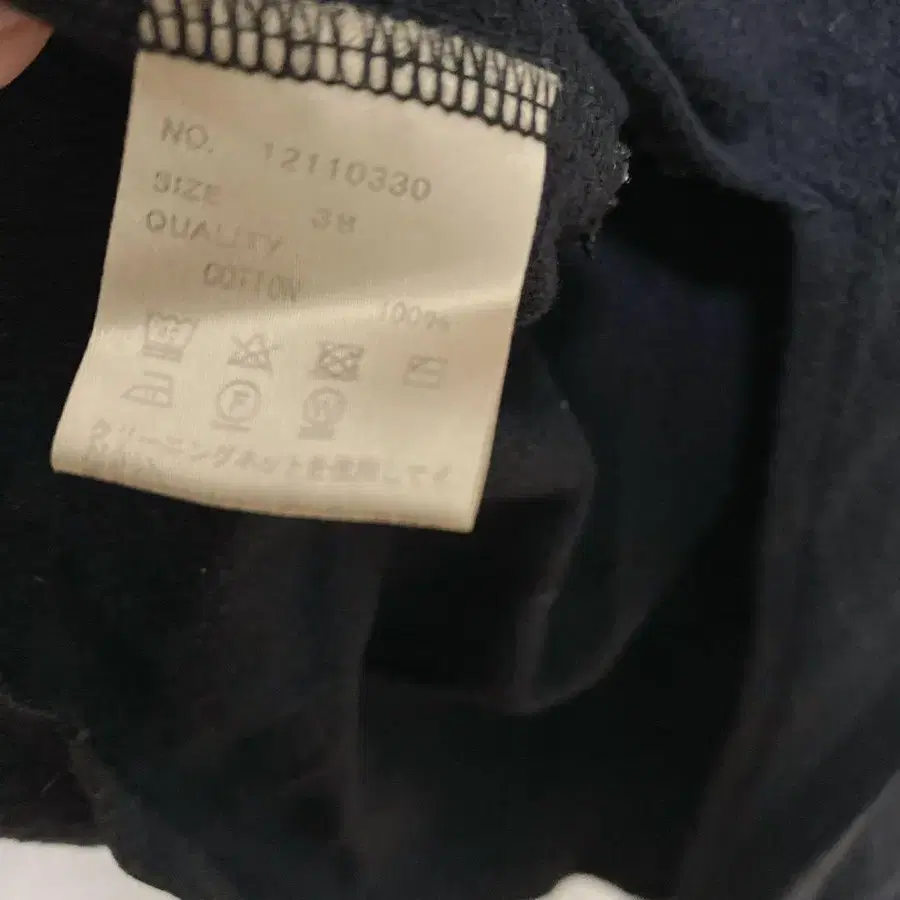 NO. 12110330
SIZE 38
QUALITY
COTTON
100%
F
クリーニングネットを使用してく